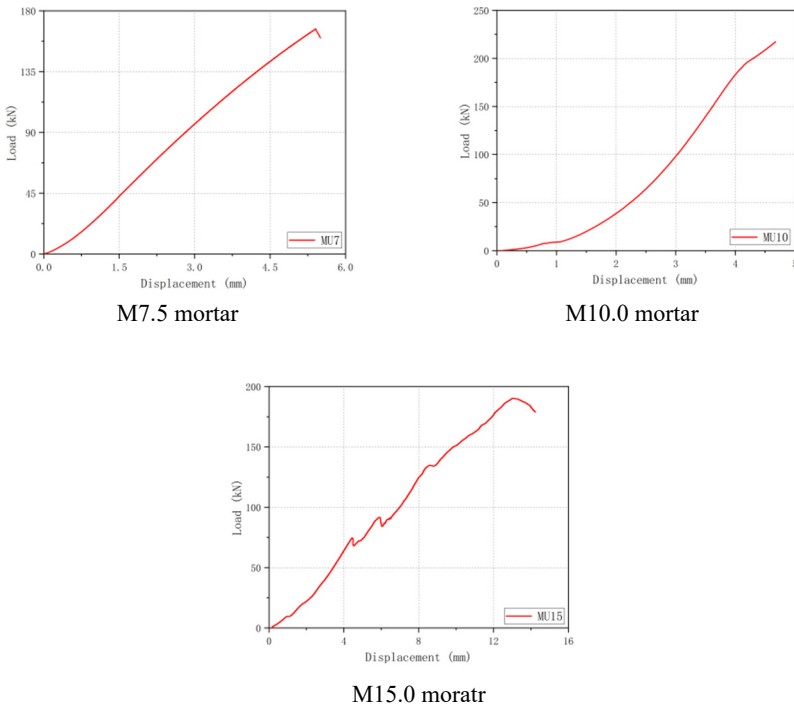 180
135
90
45
0
Load (kN)
MU7
0.0 1.5 3.0 4.5 6.0
Displacement (mm)
M7.5 mortar
250
200
150
100
50
0
Load (kN)
MU10
0 1 2 3 4 5
Displacement (mm)
M10.0 mortar
200
150
100
50
0
Load (kN)
MU15
0 4 8 12 16
Displacement (mm)
M15.0 moratr